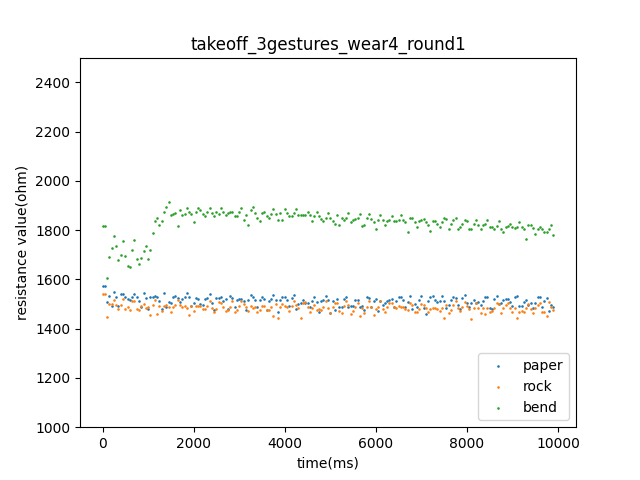 takeoff_3gestures_wear4_round1
resistance value(ohm)
2400
2200
2000
1800
1600
1400
1200
1000
0
2000
4000
6000
8000
10000
time(ms)
paper
rock
bend